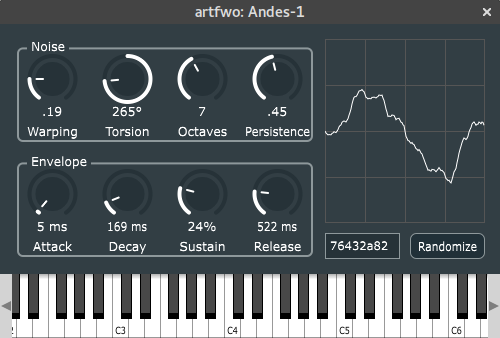 artfwo: Andes-1
Noise
.19 265° 7 .45
Warping Torsion Octaves Persistence
Envelope
5 ms 169 ms 24% 522 ms
Attack Decay Sustain Release
76432a82 Randomize
C3 C4 C5 C6